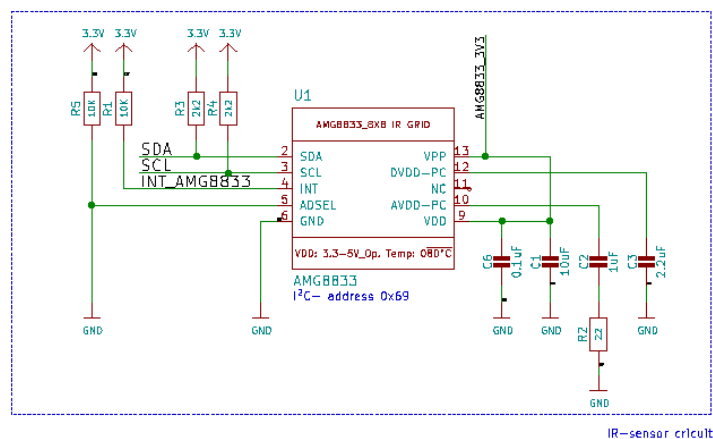 3.3V 3.3V 3.3V 3.3V
AMG8833_3V3
R5 10K R1 10K R3 2k2 R4 2k2
U1
AMG8833_8X8 IR GRID
SDA 2 SDA VPP 13
SCL 3 SCL DVDD-PC 12
INT_AMG8833 4 INT NC 11
5 ADSEL AVDD-PC 10
6 GND VDD 9
VDD: 3.3-5V_Op, Temp: 080°C
C6 0.1uF C1 10uF C2 1uF C3 2.2uF
AMG8833
I²C- address 0x69
GND GND GND GND GND
R2 22
GND
IR-sensor cricuit